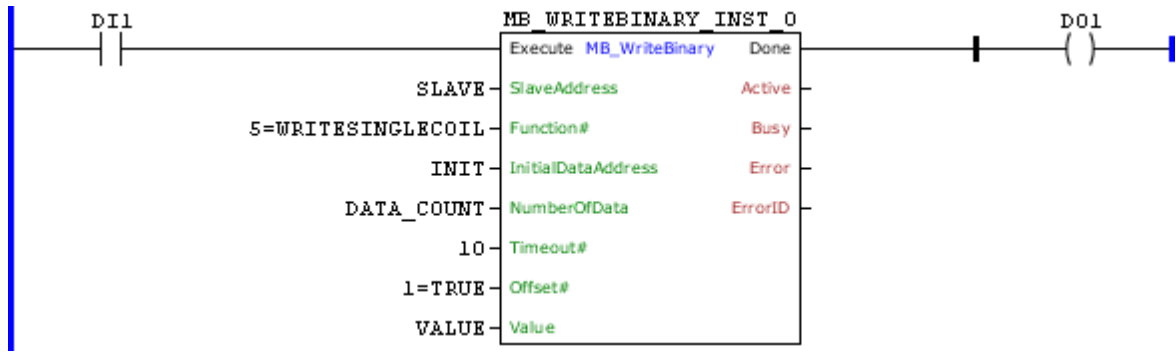 DI1 MB_WRITEBINARY_INST_0 DO1
Execute MB_WriteBinary Done
SLAVE SlaveAddress Active
5=WRITESINGLECOIL Function# Busy
INIT InitialDataAddress Error
DATA_COUNT NumberOfData ErrorID
10 Timeout#
1=TRUE Offset#
VALUE Value